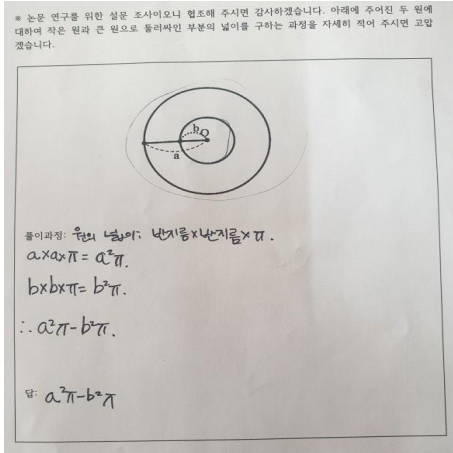 ※ 논문 연구를 위한 설문 조사이오니 협조해 주시면 감사하겠습니다. 아래에 주어진 두 원에
대하여 작은 원과 큰 원으로 둘러싸인 부분의 넓이를 구하는 과정을 자세히 적어 주시면 고맙
겠습니다.
b O
a
풀이과정: 원의 넓이: 반지름×반지름×π.
a×a×π = a²π.
b×b×π = b²π.
∴ a²π-b²π.
답: a²π-b²π